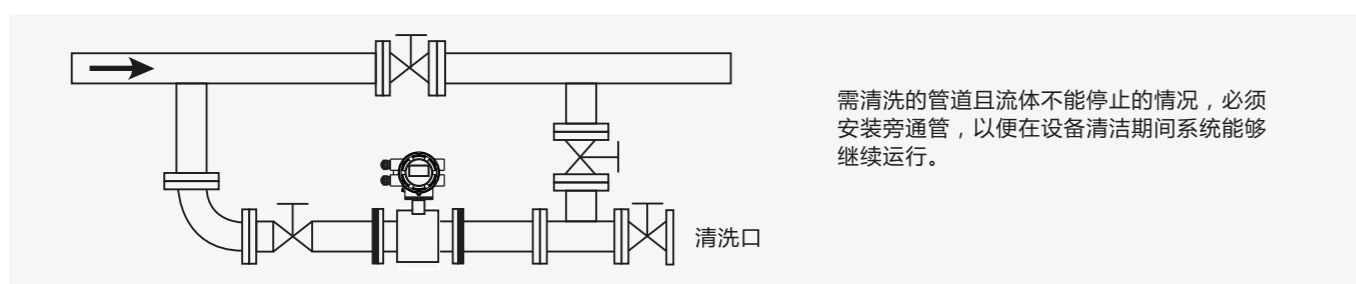 需清洗的管道且流体不能停止的情况，必须
安装旁通管，以便在设备清洁期间系统能够
继续运行。
清洗口